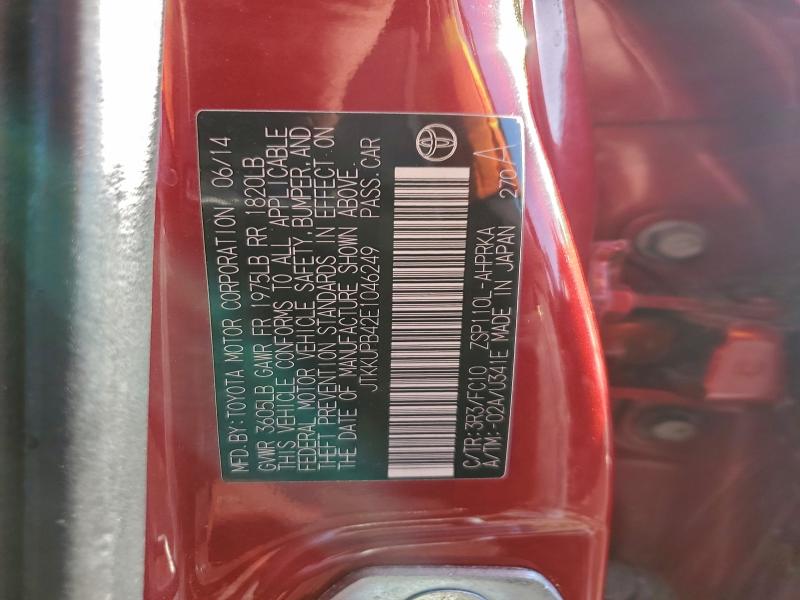 MFD. BY: TOYOTA MOTOR CORPORATION 06/14
GVWR 3605LB GAWR FR 1975LB RR 1820LB
THIS VEHICLE CONFORMS TO ALL APPLICABLE
FEDERAL MOTOR VEHICLE SAFETY, BUMPER, AND
THEFT PREVENTION STANDARDS IN EFFECT ON
THE DATE OF MANUFACTURE SHOWN ABOVE.
JTKKUPB42E1046249 PASS. CAR
C/TR:3R3/FC10 ZSP110L-AHPRKA
A/TM:-02A/U341E MADE IN JAPAN 270 A